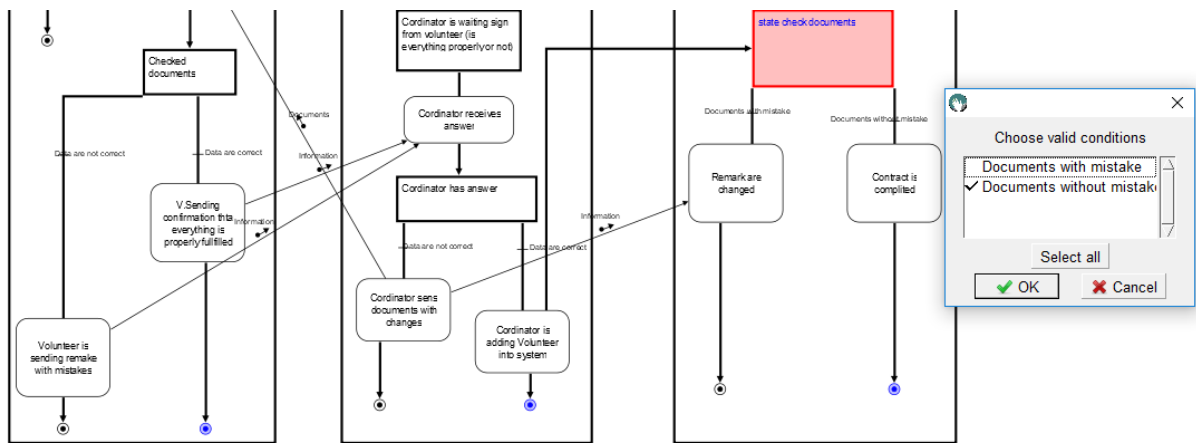 Checked
documents
Data are not correct
Data are correct
V.Sending
confirmation thta
everything is
properly fullfilled
Volunteer is
sending remake
with mistakes
Documents
Information
Information
Cordinator is waiting sign
from volunteer (is
everything properly or not)
Cordinator receives
answer
Cordinator has answer
Data are not correct
Data are correct
Cordinator sens
documents with
changes
Cordinator is
adding Volunteer
into system
Information
state check documents
Documents with mistake
Documents without mistake
Remark are
changed
Contract is
complited
Choose valid conditions
Documents with mistake
Documents without mistake
Select all
OK
Cancel